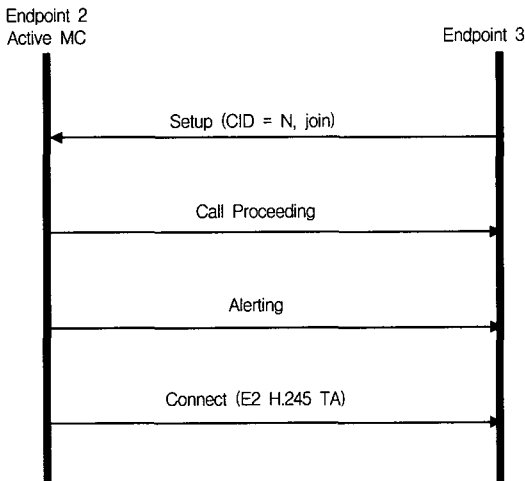 Endpoint 2
Active MC
Endpoint 3
Setup (CID = N, join)
Call Proceeding
Alerting
Connect (E2 H.245 TA)